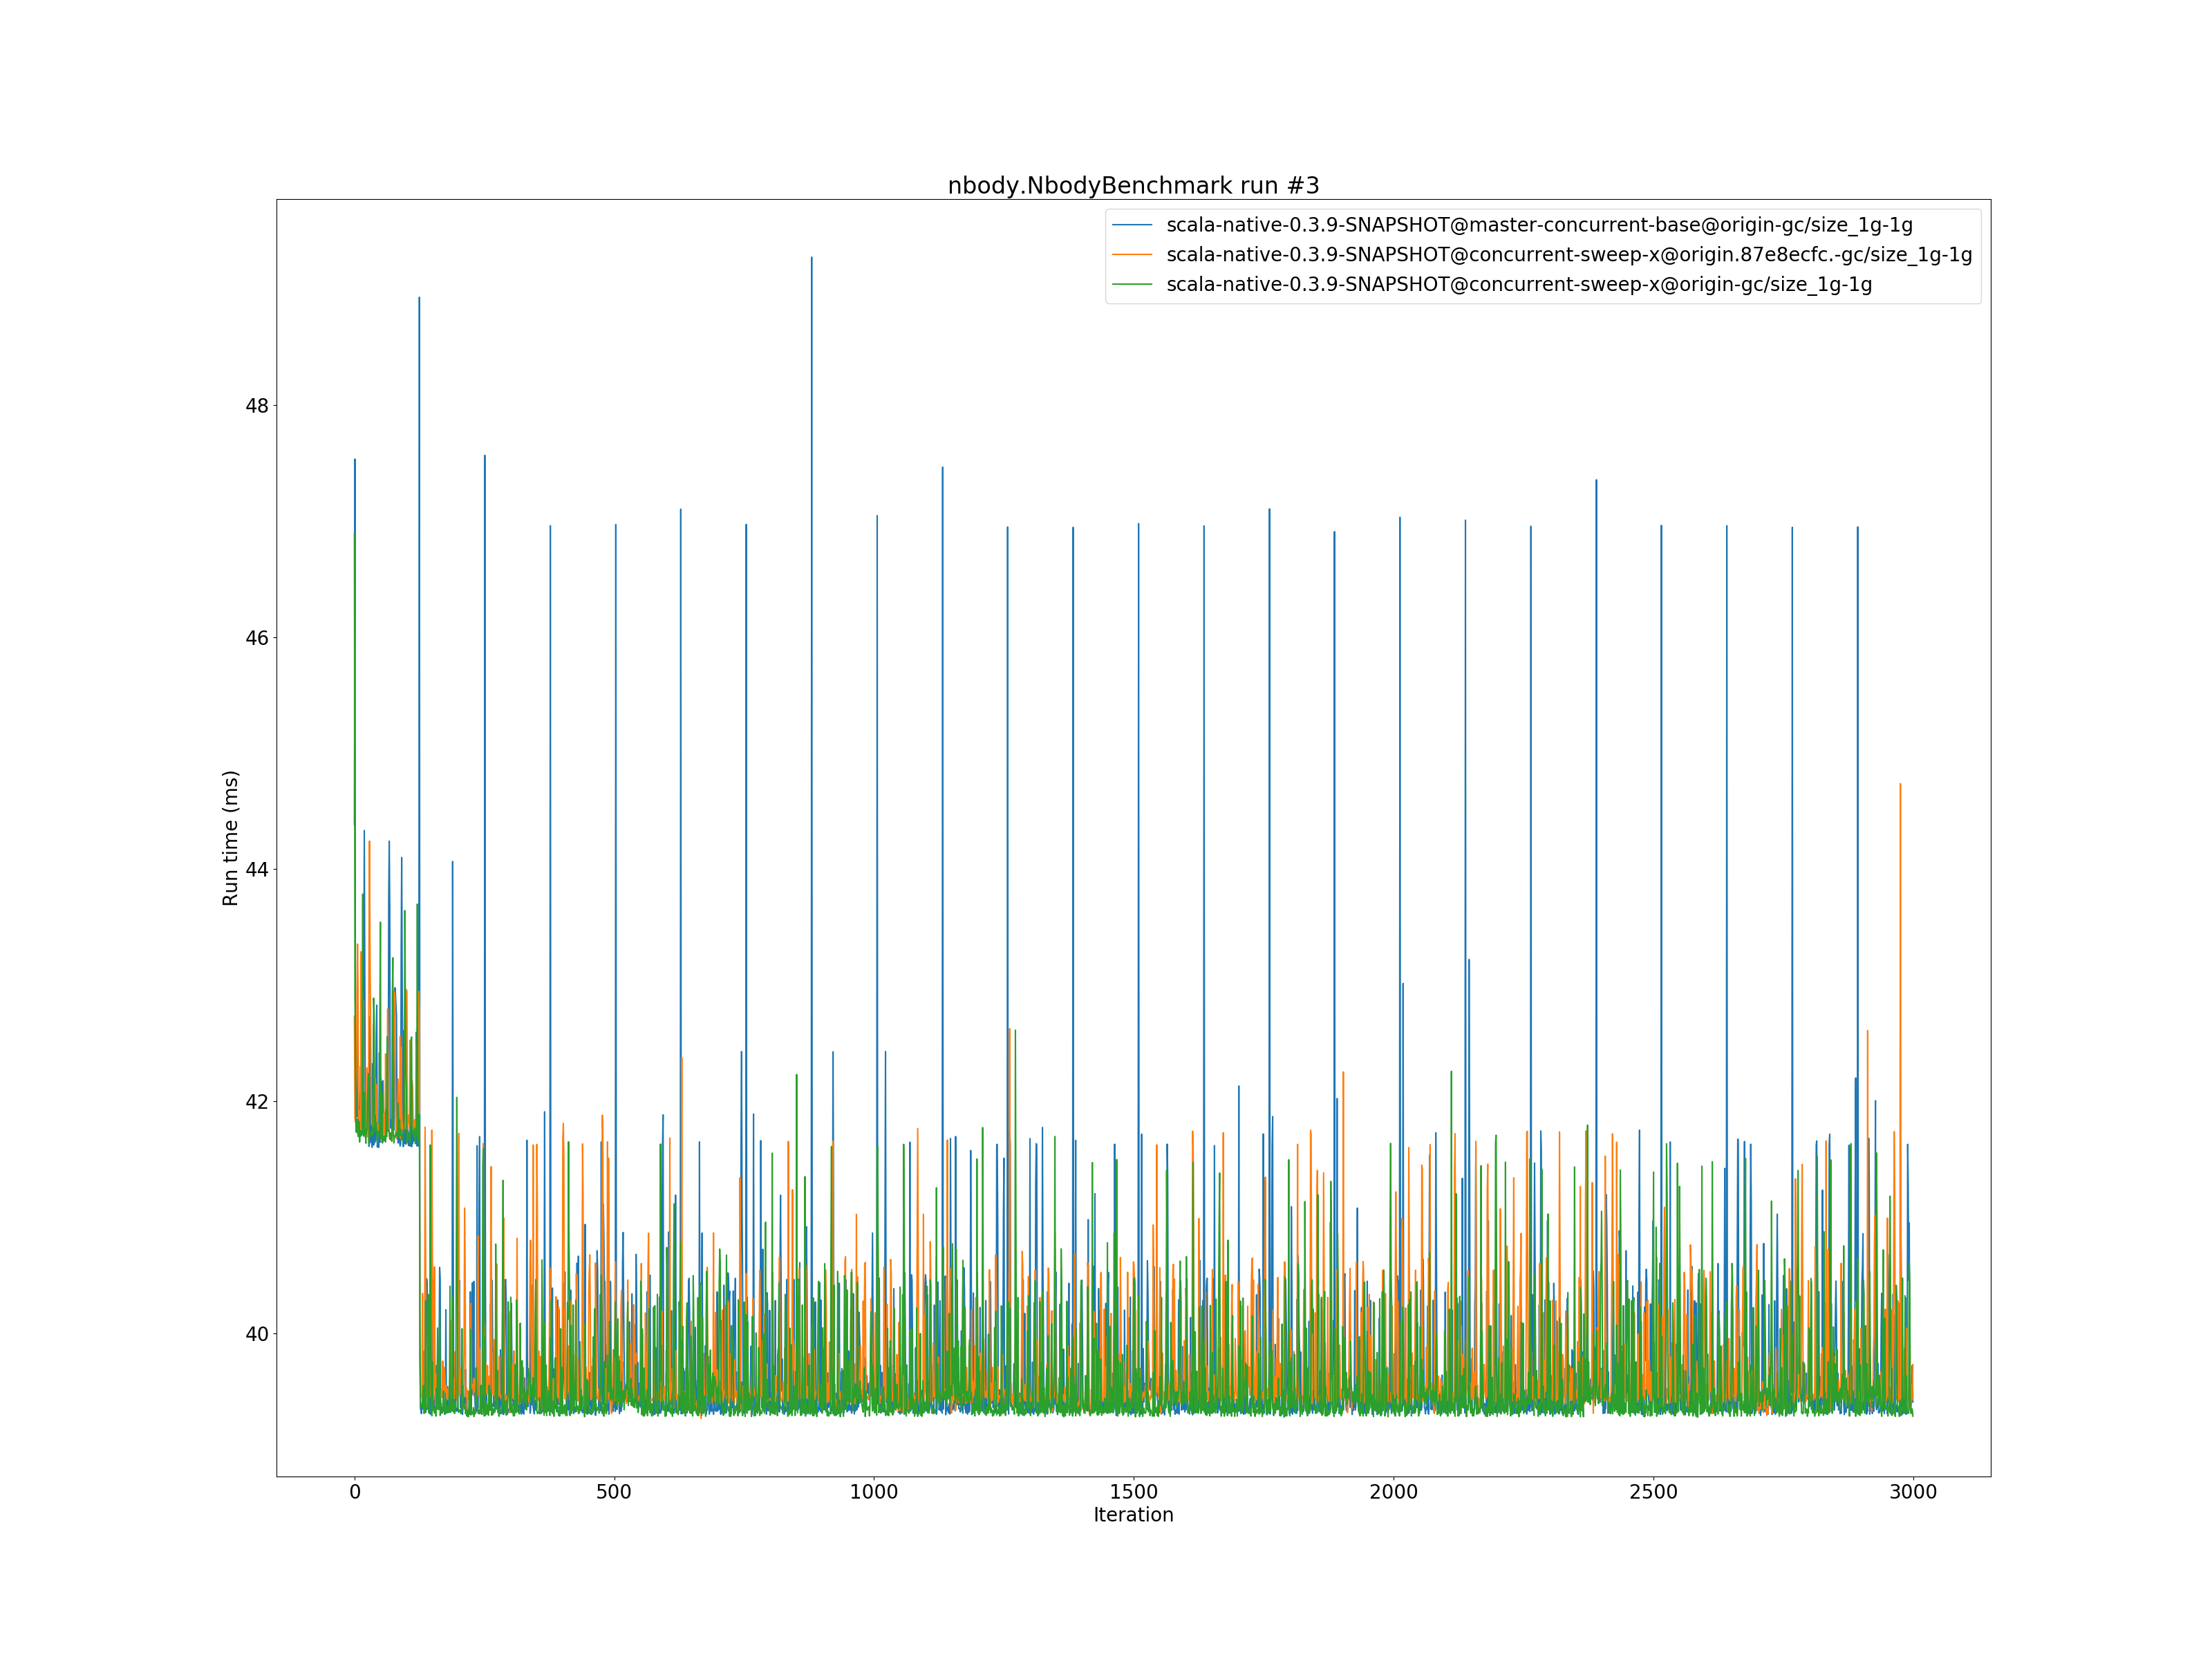 nbody.NbodyBenchmark run #3
scala-native-0.3.9-SNAPSHOT@master-concurrent-base@origin-gc/size_1g-1g
scala-native-0.3.9-SNAPSHOT@concurrent-sweep-x@origin.87e8ecfc.-gc/size_1g-1g
scala-native-0.3.9-SNAPSHOT@concurrent-sweep-x@origin-gc/size_1g-1g
48
46
44
42
40
Run time (ms)
0 500 1000 1500 2000 2500 3000
Iteration